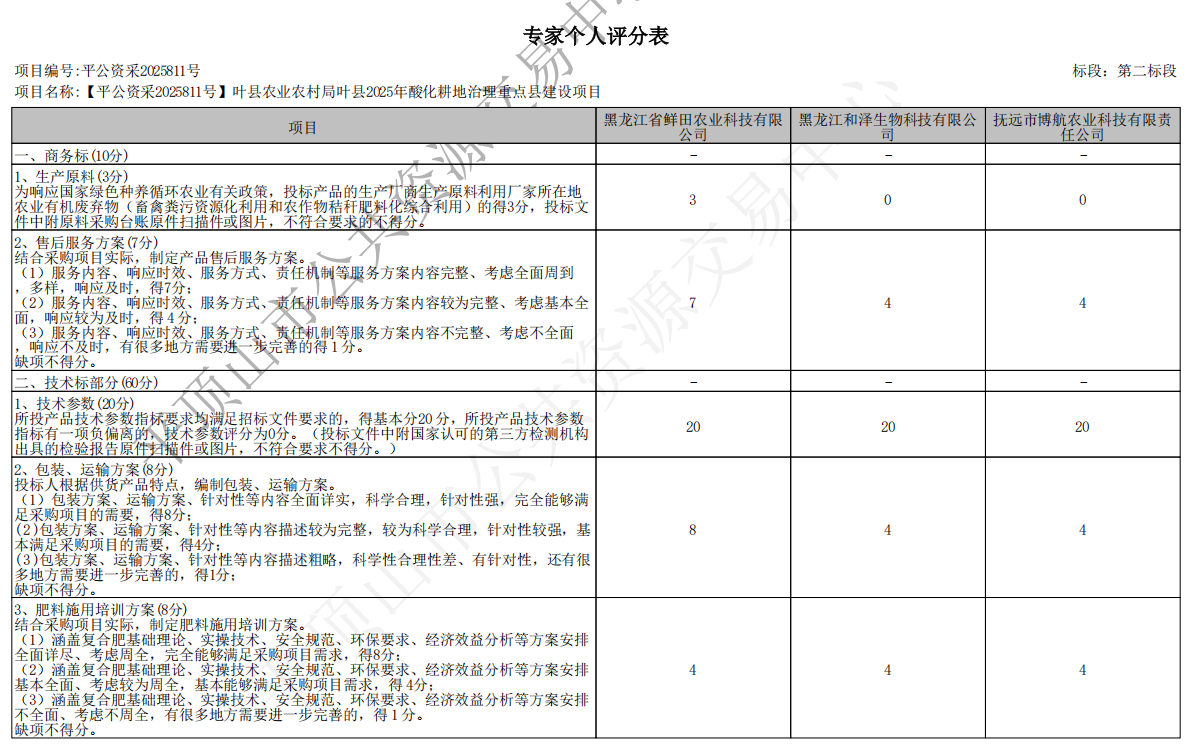 专家个人评分表
项目编号:平公资采2025811号
标段：第二标段
项目名称:【平公资采2025811号】叶县农业农村局叶县2025年酸化耕地治理重点县建设项目
项目
黑龙江省鲜田农业科技有限
公司
黑龙江和泽生物科技有限公
司
抚远市博航农业科技有限责
任公司
一、商务标(10分)
–
–
–
1、生产原料(3分)
为响应国家绿色种养循环农业有关政策，投标产品的生产厂商生产原料利用厂家所在地
农业有机废弃物（畜禽粪污资源化利用和农作物秸秆肥料化综合利用）的得3分，投标文
件中附原料采购台账原件扫描件或图片，不符合要求的不得分。
3
0
0
2、售后服务方案(7分)
结合采购项目实际，制定产品售后服务方案。
（1）服务内容、响应时效、服务方式、责任机制等服务方案内容完整、考虑全面周到
，多样，响应及时，得7分；
（2）服务内容、响应时效、服务方式、责任机制等服务方案内容较为完整、考虑基本全
面，响应较为及时，得 4 分；
（3）服务内容、响应时效、服务方式、责任机制等服务方案内容不完整、考虑不全面
，响应不及时，有很多地方需要进一步完善的得 1 分。
缺项不得分。
7
4
4
二、技术标部分(60分)
–
–
–
1、技术参数(20分)
所投产品技术参数指标要求均满足招标文件要求的，得基本分20 分，所投产品技术参数
指标有一项负偏离的，技术参数评分为0分。（投标文件中附国家认可的第三方检测机构
出具的检验报告原件扫描件或图片，不符合要求不得分。）
20
20
20
2、包装、运输方案(8分)
投标人根据供货产品特点，编制包装、运输方案。
（1）包装方案、运输方案、针对性等内容全面详实，科学合理，针对性强，完全能够满
足采购项目的需要，得8分；
(2)包装方案、运输方案、针对性等内容描述较为完整，较为科学合理，针对性较强，基
本满足采购项目的需要，得4分；
(3)包装方案、运输方案、针对性等内容描述粗略，科学性合理性差、有针对性，还有很
多地方需要进一步完善的，得1分；
缺项不得分。
8
4
4
3、肥料施用培训方案(8分)
结合采购项目实际，制定肥料施用培训方案。
（1）涵盖复合肥基础理论、实操技术、安全规范、环保要求、经济效益分析等方案安排
全面详尽、考虑周全，完全能够满足采购项目需求，得8分；
（2）涵盖复合肥基础理论、实操技术、安全规范、环保要求、经济效益分析等方案安排
基本全面、考虑较为周全，基本能够满足采购项目需求，得 4分；
（3）涵盖复合肥基础理论、实操技术、安全规范、环保要求、经济效益分析等方案安排
不全面、考虑不周全，有很多地方需要进一步完善的，得 1 分。
缺项不得分。
4
4
4
平顶山市公共资源交易中心
平顶山市公共资源交易中心